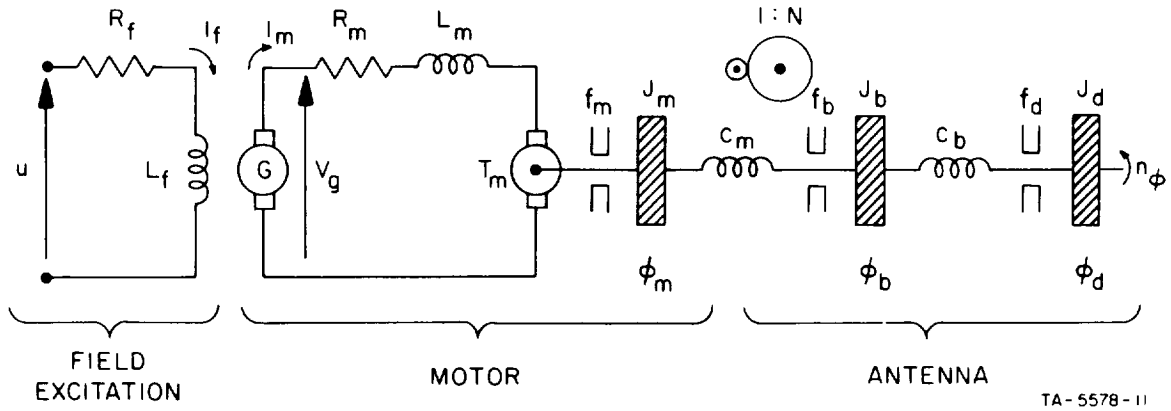 R_f I_f I_m R_m L_m 1:N
f_m J_m f_b J_b f_d J_d
u L_f G V_g T_m c_m c_b n_ϕ
ϕ_m ϕ_b ϕ_d
FIELD EXCITATION
MOTOR
ANTENNA
TA-5578-11